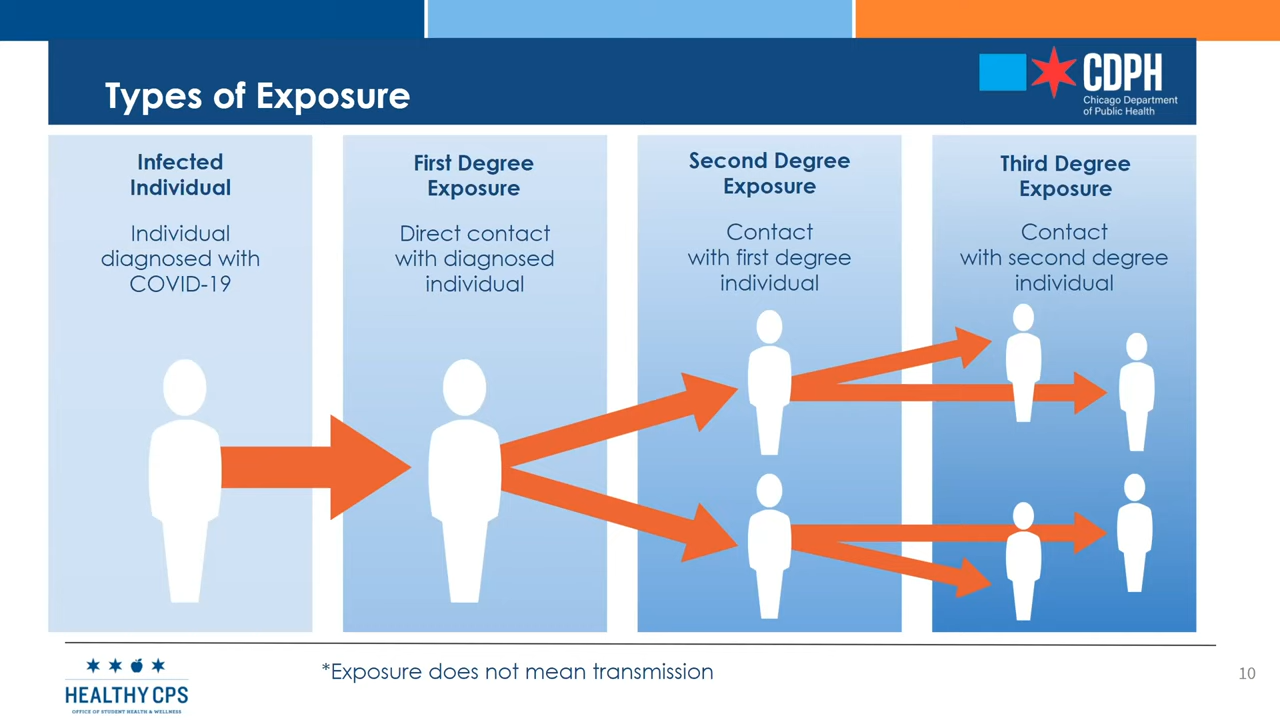 Types of Exposure
CDPH
Chicago Department
of Public Health
Infected
Individual
Individual
diagnosed with
COVID-19
First Degree
Exposure
Direct contact
with diagnosed
individual
Second Degree
Exposure
Contact
with first degree
individual
Third Degree
Exposure
Contact
with second degree
individual
HEALTHY CPS
OFFICE OF STUDENT HEALTH & WELLNESS
*Exposure does not mean transmission
10